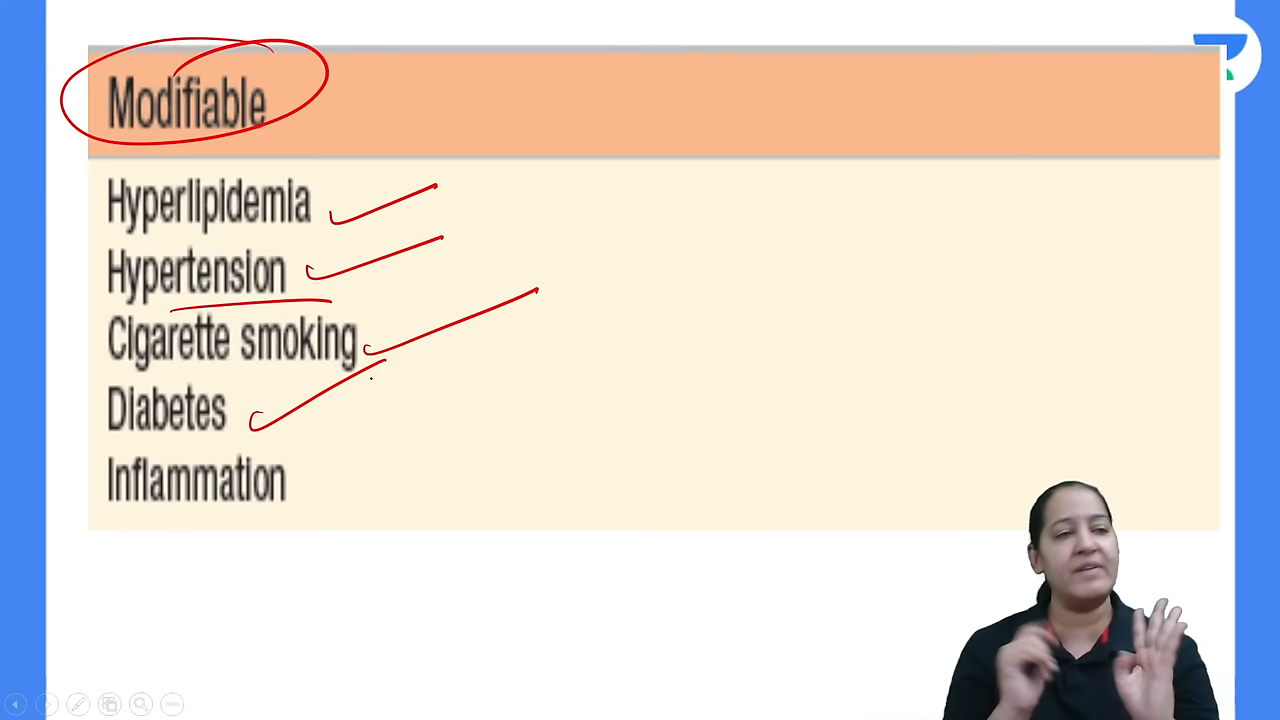 Modifiable
Hyperlipidemia
Hypertension
Cigarette smoking
Diabetes
Inflammation